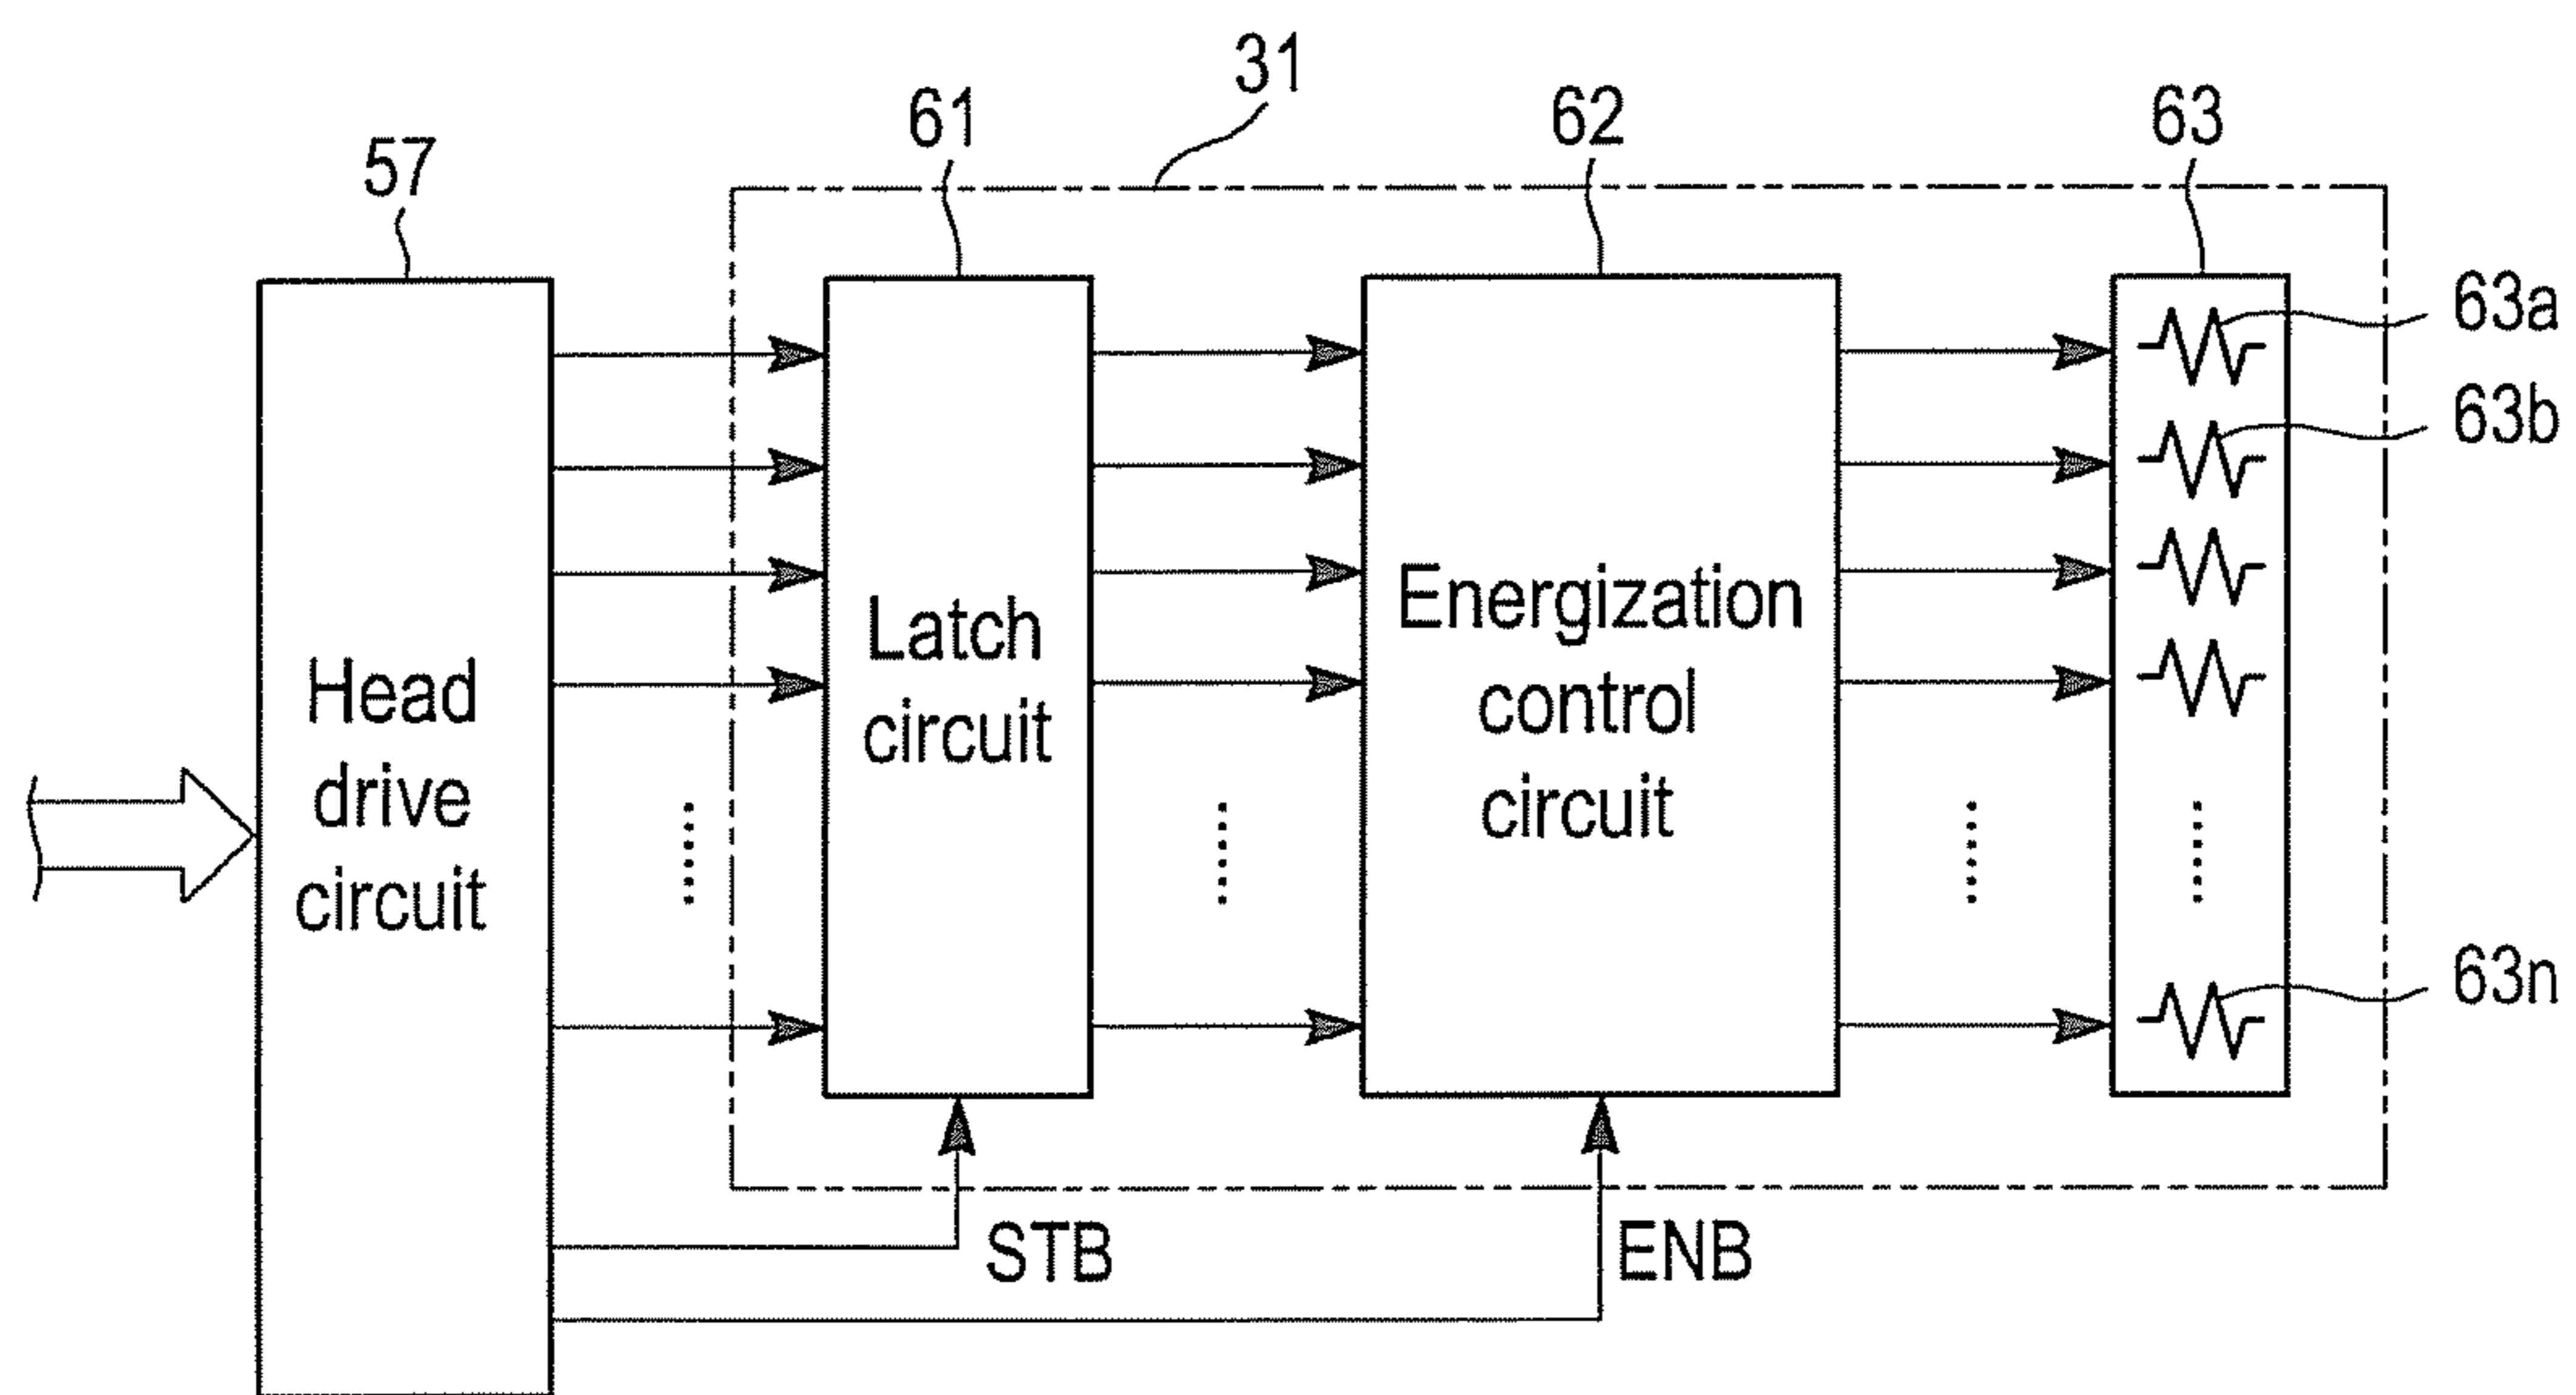 31
61
62
63
57
63a
63b
Energization
control
circuit
Latch
circuit
Head
drive
circuit
63n
STB
ENB